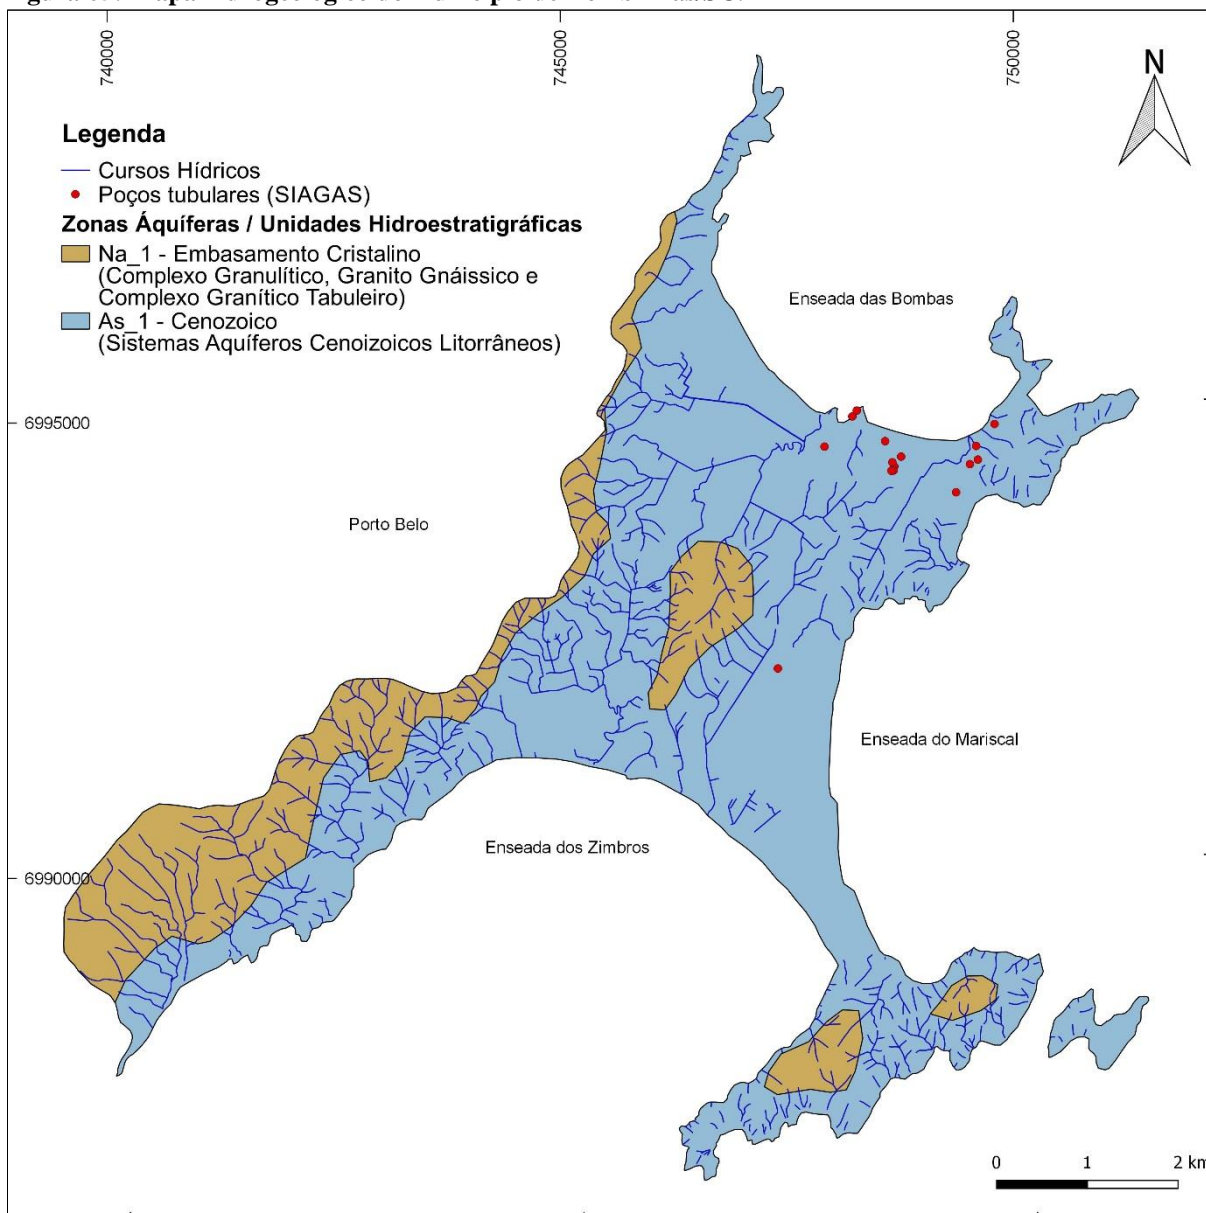 740000
745000
750000
N
Legenda
Cursos Hídricos
Poços tubulares (SIAGAS)
Zonas Áquíferas / Unidades Hidroestratigráficas
Na_1 - Embasamento Cristalino
(Complexo Granulítico, Granito Gnáissico e
Complexo Granítico Tabuleiro)
As_1 - Cenozoico
(Sistemas Aquíferos Cenoizoicos Litorrâneos)
Enseada das Bombas
6995000
Porto Belo
Enseada do Mariscal
Enseada dos Zimbros
6990000
0 1 2 km